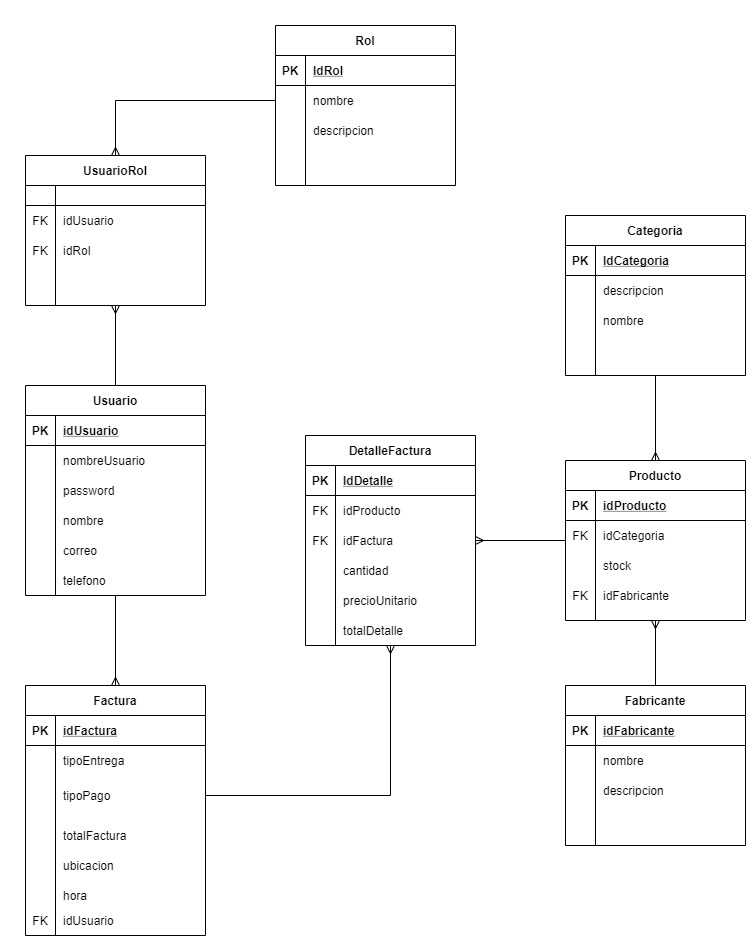 Rol
PK IdRol
nombre
descripcion
UsuarioRol
FK idUsuario
FK idRol
Categoria
PK IdCategoria
descripcion
nombre
Usuario
PK idUsuario
nombreUsuario
password
nombre
correo
telefono
DetalleFactura
PK IdDetalle
FK idProducto
FK idFactura
cantidad
precioUnitario
totalDetalle
Producto
PK idProducto
FK idCategoria
stock
FK idFabricante
Factura
PK idFactura
tipoEntrega
tipoPago
totalFactura
ubicacion
hora
FK idUsuario
Fabricante
PK idFabricante
nombre
descripcion